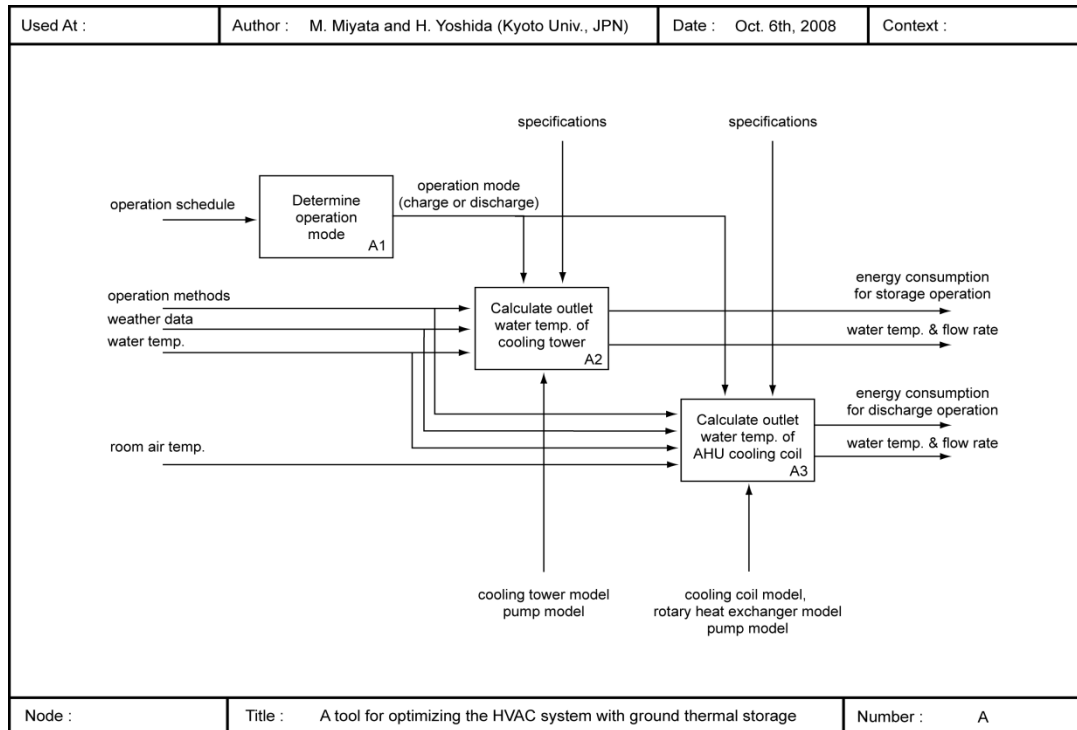 Used At :
Author : M. Miyata and H. Yoshida (Kyoto Univ., JPN)
Date : Oct. 6th, 2008
Context :
specifications
specifications
operation schedule
Determine
operation
mode
A1
operation mode
(charge or discharge)
operation methods
weather data
water temp.
Calculate outlet
water temp. of
cooling tower
A2
energy consumption
for storage operation
water temp. & flow rate
room air temp.
Calculate outlet
water temp. of
AHU cooling coil
A3
energy consumption
for discharge operation
water temp. & flow rate
cooling tower model
pump model
cooling coil model,
rotary heat exchanger model
pump model
Node :
Title : A tool for optimizing the HVAC system with ground thermal storage
Number : A